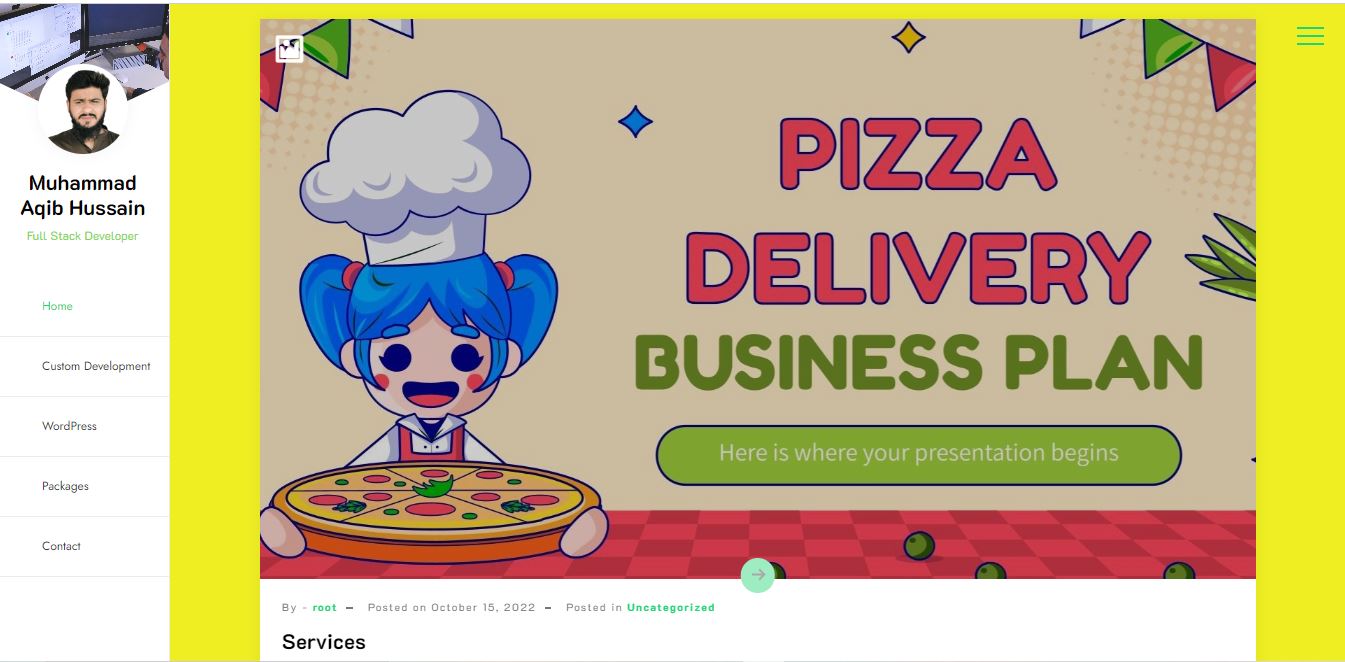 Muhammad
Aqib Hussain
Full Stack Developer
Home
Custom Development
WordPress
Packages
Contact
PIZZA
DELIVERY
BUSINESS PLAN
Here is where your presentation begins
By - root – Posted on October 15, 2022 – Posted in Uncategorized
Services